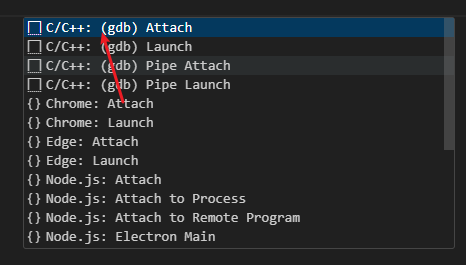 C/C++: (gdb) Attach
C/C++: (gdb) Launch
C/C++: (gdb) Pipe Attach
C/C++: (gdb) Pipe Launch
{} Chrome: Attach
{} Chrome: Launch
{} Edge: Attach
{} Edge: Launch
{} Node.js: Attach
{} Node.js: Attach to Process
{} Node.js: Attach to Remote Program
{} Node.js: Electron Main